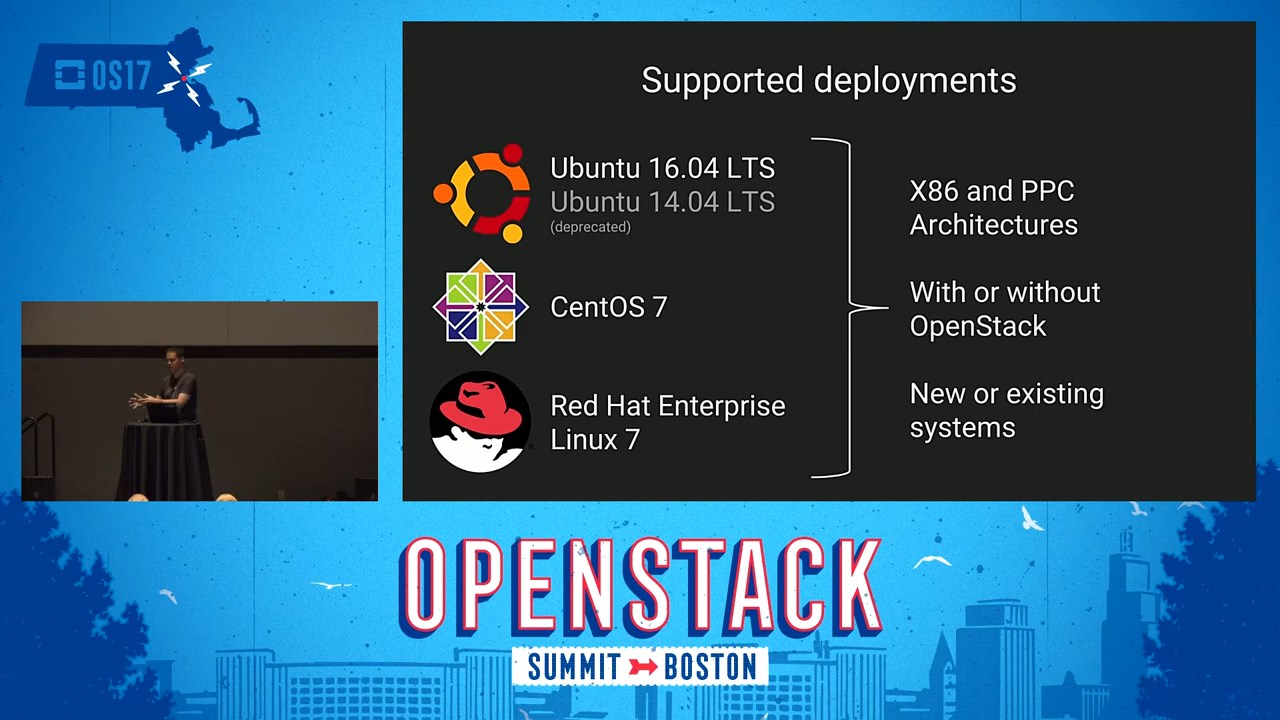 OS17
Supported deployments
Ubuntu 16.04 LTS
Ubuntu 14.04 LTS
(deprecated)
CentOS 7
Red Hat Enterprise
Linux 7
X86 and PPC
Architectures
With or without
OpenStack
New or existing
systems
OPENSTACK
SUMMIT BOSTON